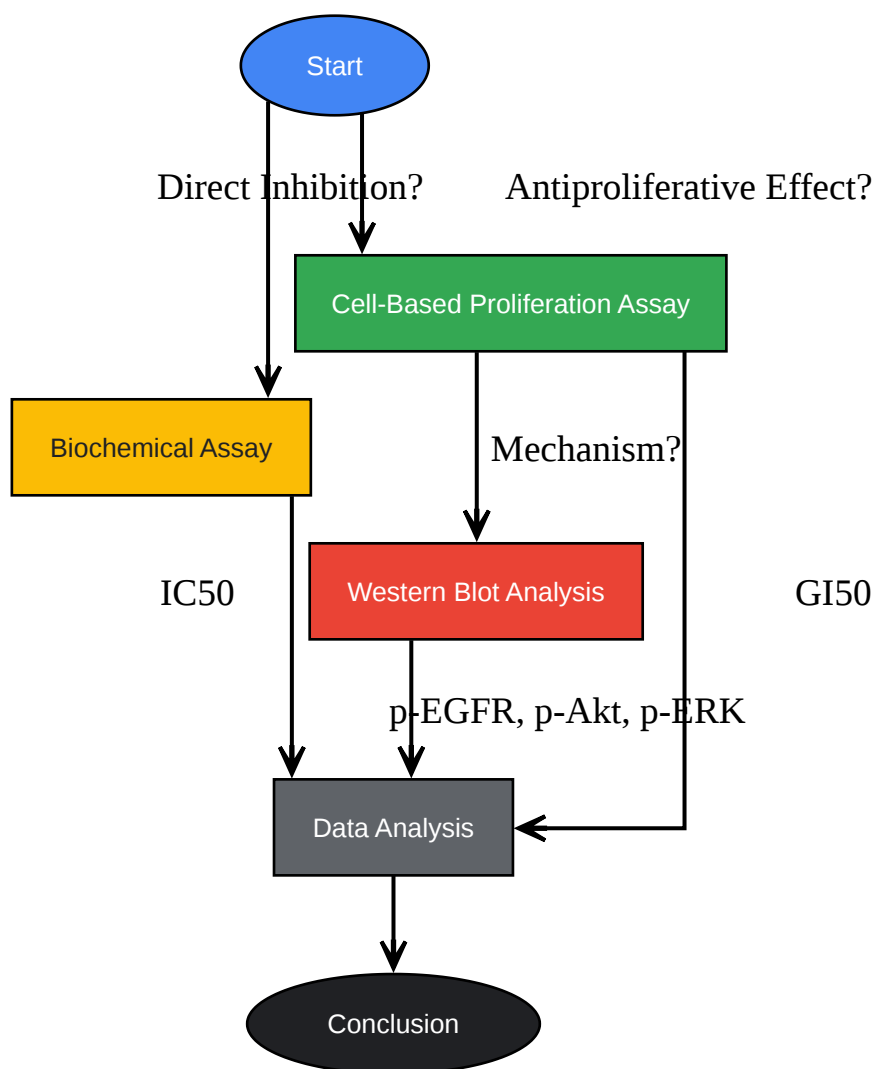 Start
Direct Inhibition?
Antiproliferative Effect?
Cell-Based Proliferation Assay
Biochemical Assay
Mechanism?
IC50
Western Blot Analysis
GI50
p-EGFR, p-Akt, p-ERK
Data Analysis
Conclusion